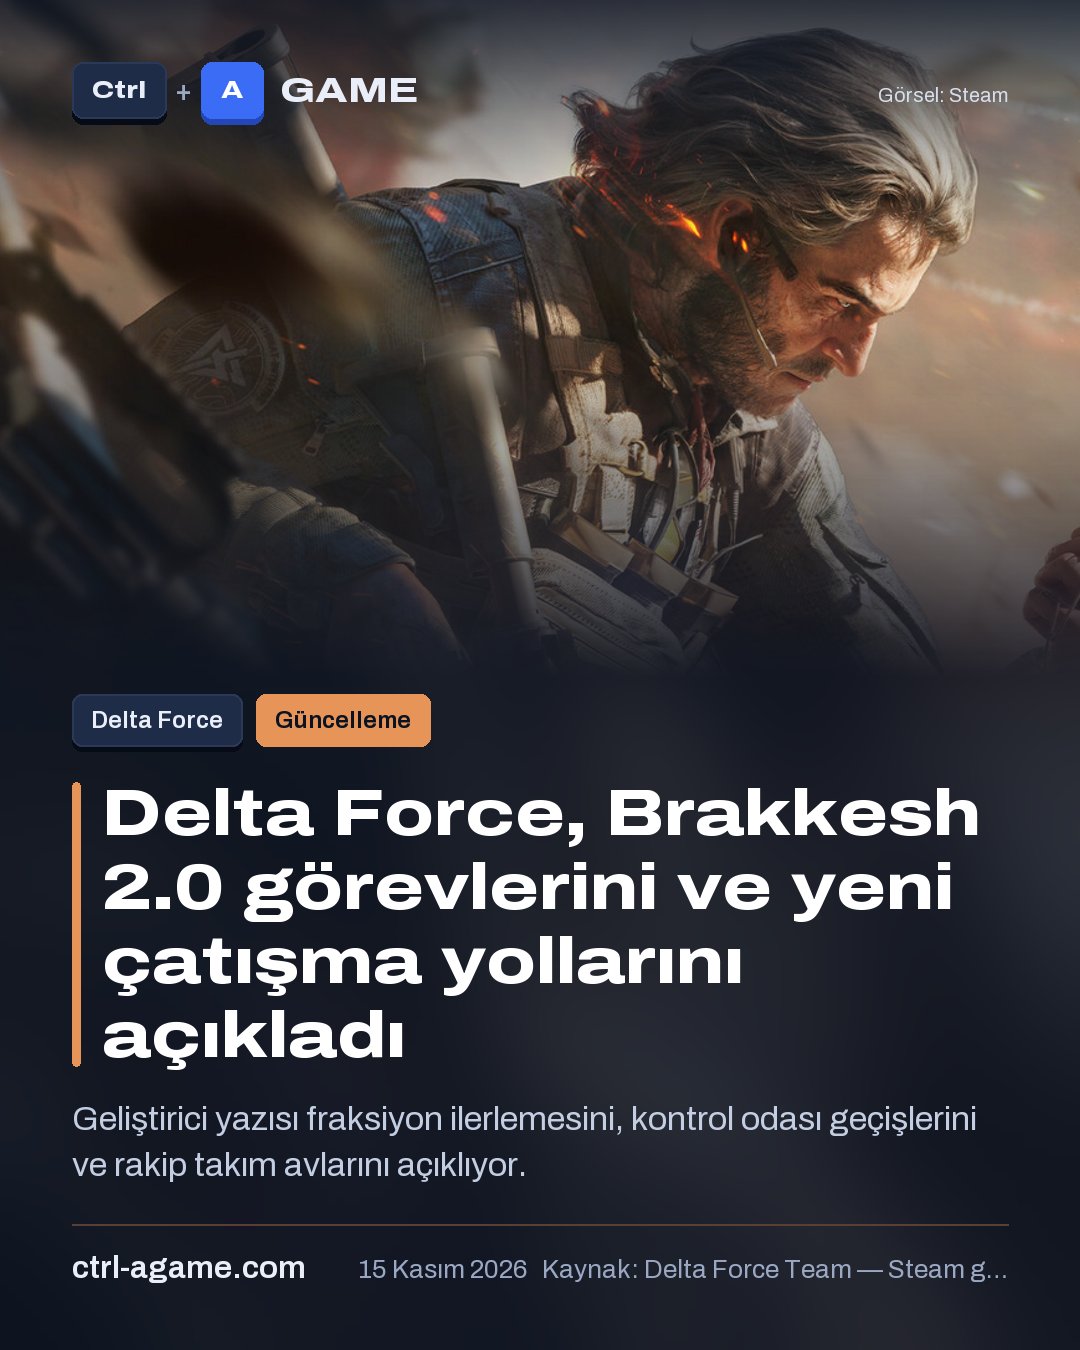 Ctrl + A GAME
Görsel: Steam
Delta Force
Güncelleme
Delta Force, Brakkesh
2.0 görevlerini ve yeni
çatışma yollarını
açıkladı
Geliştirici yazısı fraksiyon ilerlemesini, kontrol odası geçişlerini
ve rakip takım avlarını açıklıyor.
ctrl-agame.com
15 Kasım 2026 Kaynak: Delta Force Team — Steam g...